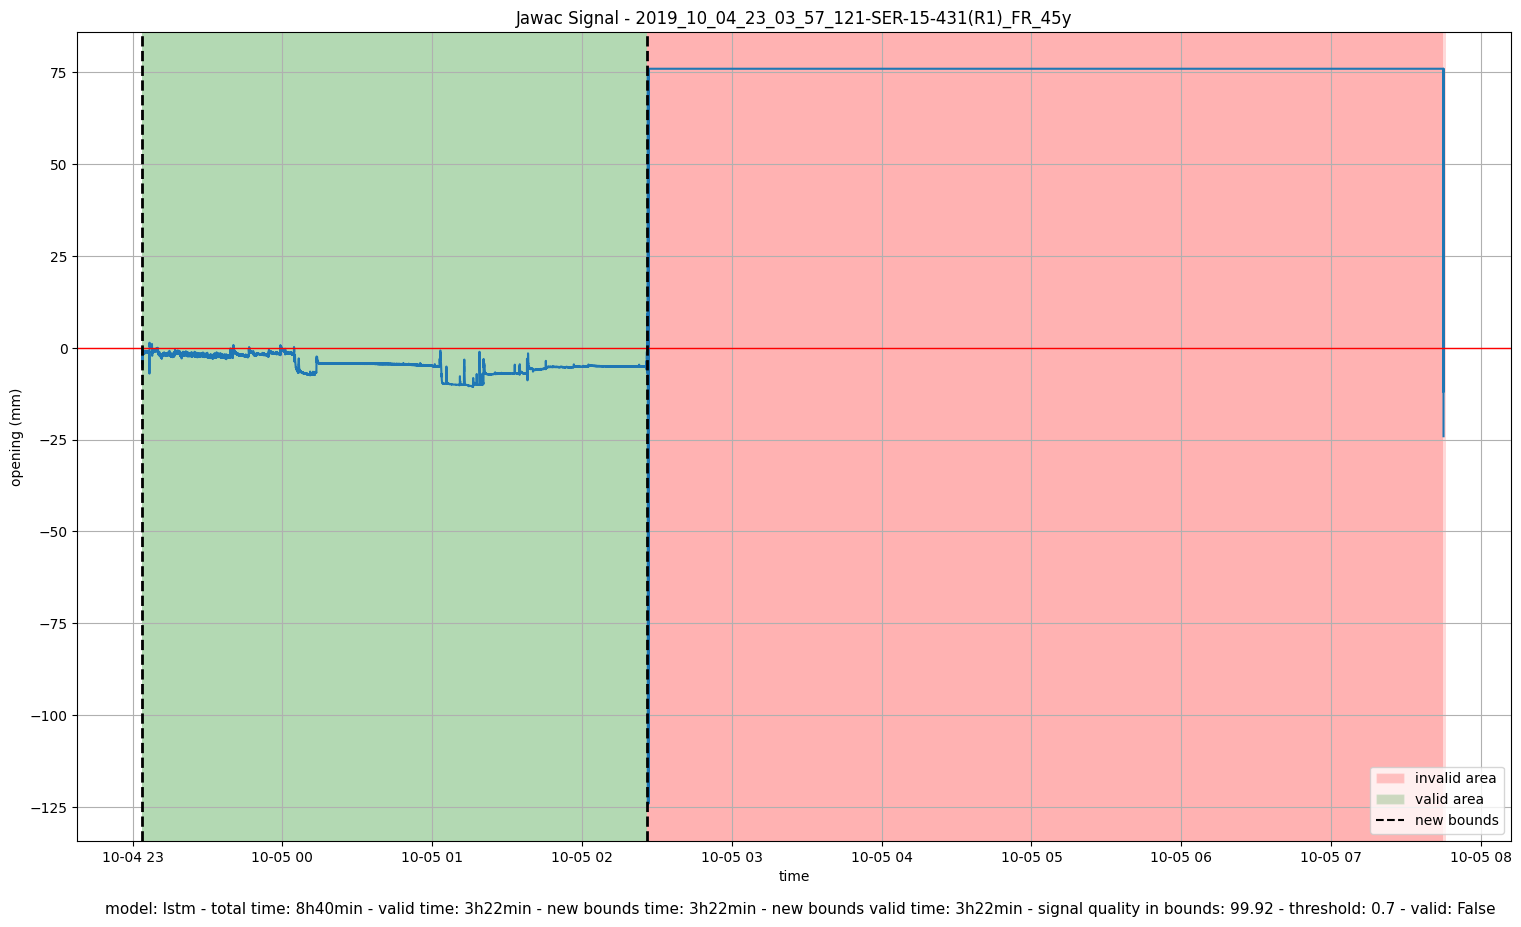 Jawac Signal - 2019_10_04_23_03_57_121-SER-15-431(R1)_FR_45y
opening (mm)
75
50
25
0
−25
−50
−75
−100
−125
invalid area
valid area
new bounds
10-04 23
10-05 00
10-05 01
10-05 02
10-05 03
10-05 04
10-05 05
10-05 06
10-05 07
10-05 08
time
model: lstm - total time: 8h40min - valid time: 3h22min - new bounds time: 3h22min - new bounds valid time: 3h22min - signal quality in bounds: 99.92 - threshold: 0.7 - valid: False